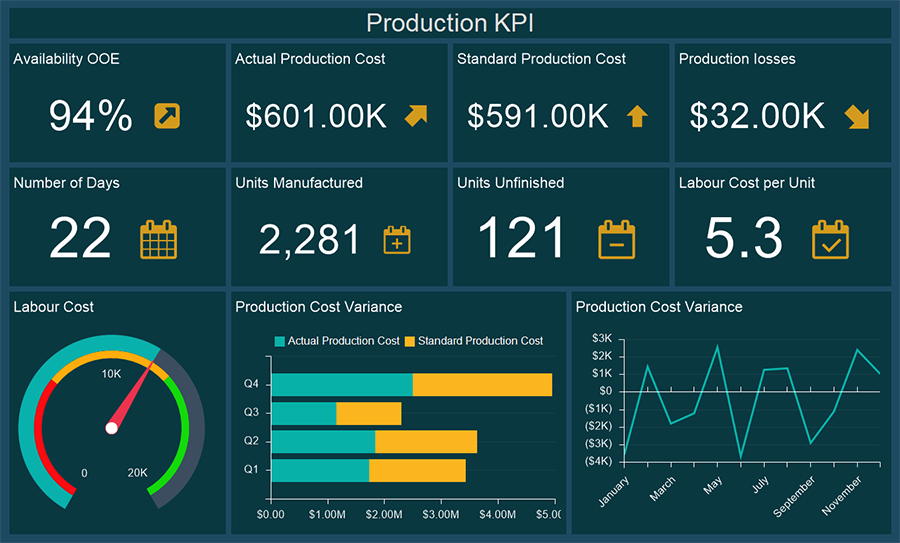 Production KPI
Availability OOE
94%
Actual Production Cost
$601.00K
Standard Production Cost
$591.00K
Production losses
$32.00K
Number of Days
22
Units Manufactured
2,281
Units Unfinished
121
Labour Cost per Unit
5.3
Labour Cost
10K
0
20K
Production Cost Variance
Actual Production Cost
Standard Production Cost
Q4
Q3
Q2
Q1
$0.00
$1.00M
$2.00M
$3.00M
$4.00M
$5.00
Production Cost Variance
$3K
$2K
$1K
$0
($1K)
($2K)
($3K)
($4K)
January
March
May
July
September
November